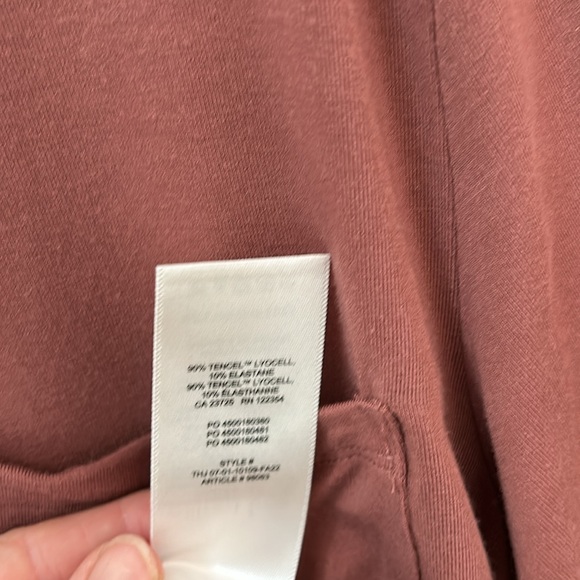 90% TENCEL™ LYOCELL,
10% ELASTANE
90% TENCEL™ LYOCELL,
10% ÉLASTHANNE
CA 23725 RN 122354
PO 4500180380
PO 4500180461
PO 4500180462
STYLE #
THJ 07-01-10109-FA22
ARTICLE # 98083